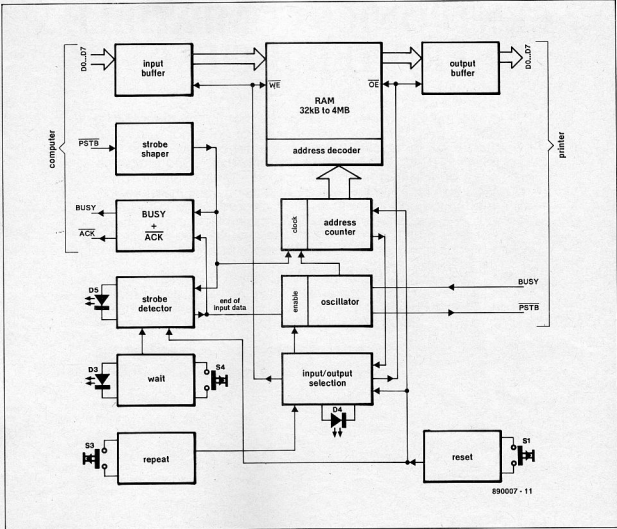 D0...D7
input
buffer
WE
RAM
32kB to 4MB
OE
output
buffer
D0...D7
address decoder
computer
PSTB
strobe
shaper
printer
BUSY
ACK
BUSY
+
ACK
clock
address
counter
D5
strobe
detector
end of
input data
enable
oscillator
BUSY
PSTB
D3
wait
S4
input/output
selection
D4
S3
repeat
reset
S1
890007 - 11